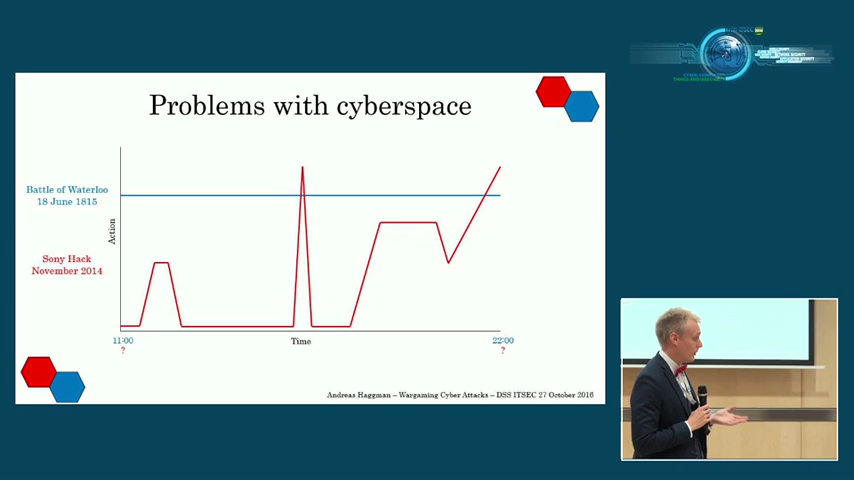 Problems with cyberspace
Battle of Waterloo
18 June 1815
Action
Sony Hack
November 2014
11:00
?
Time
22:00
?
Andreas Haggman – Wargaming Cyber Attacks – DSS ITSEC 27 October 2016